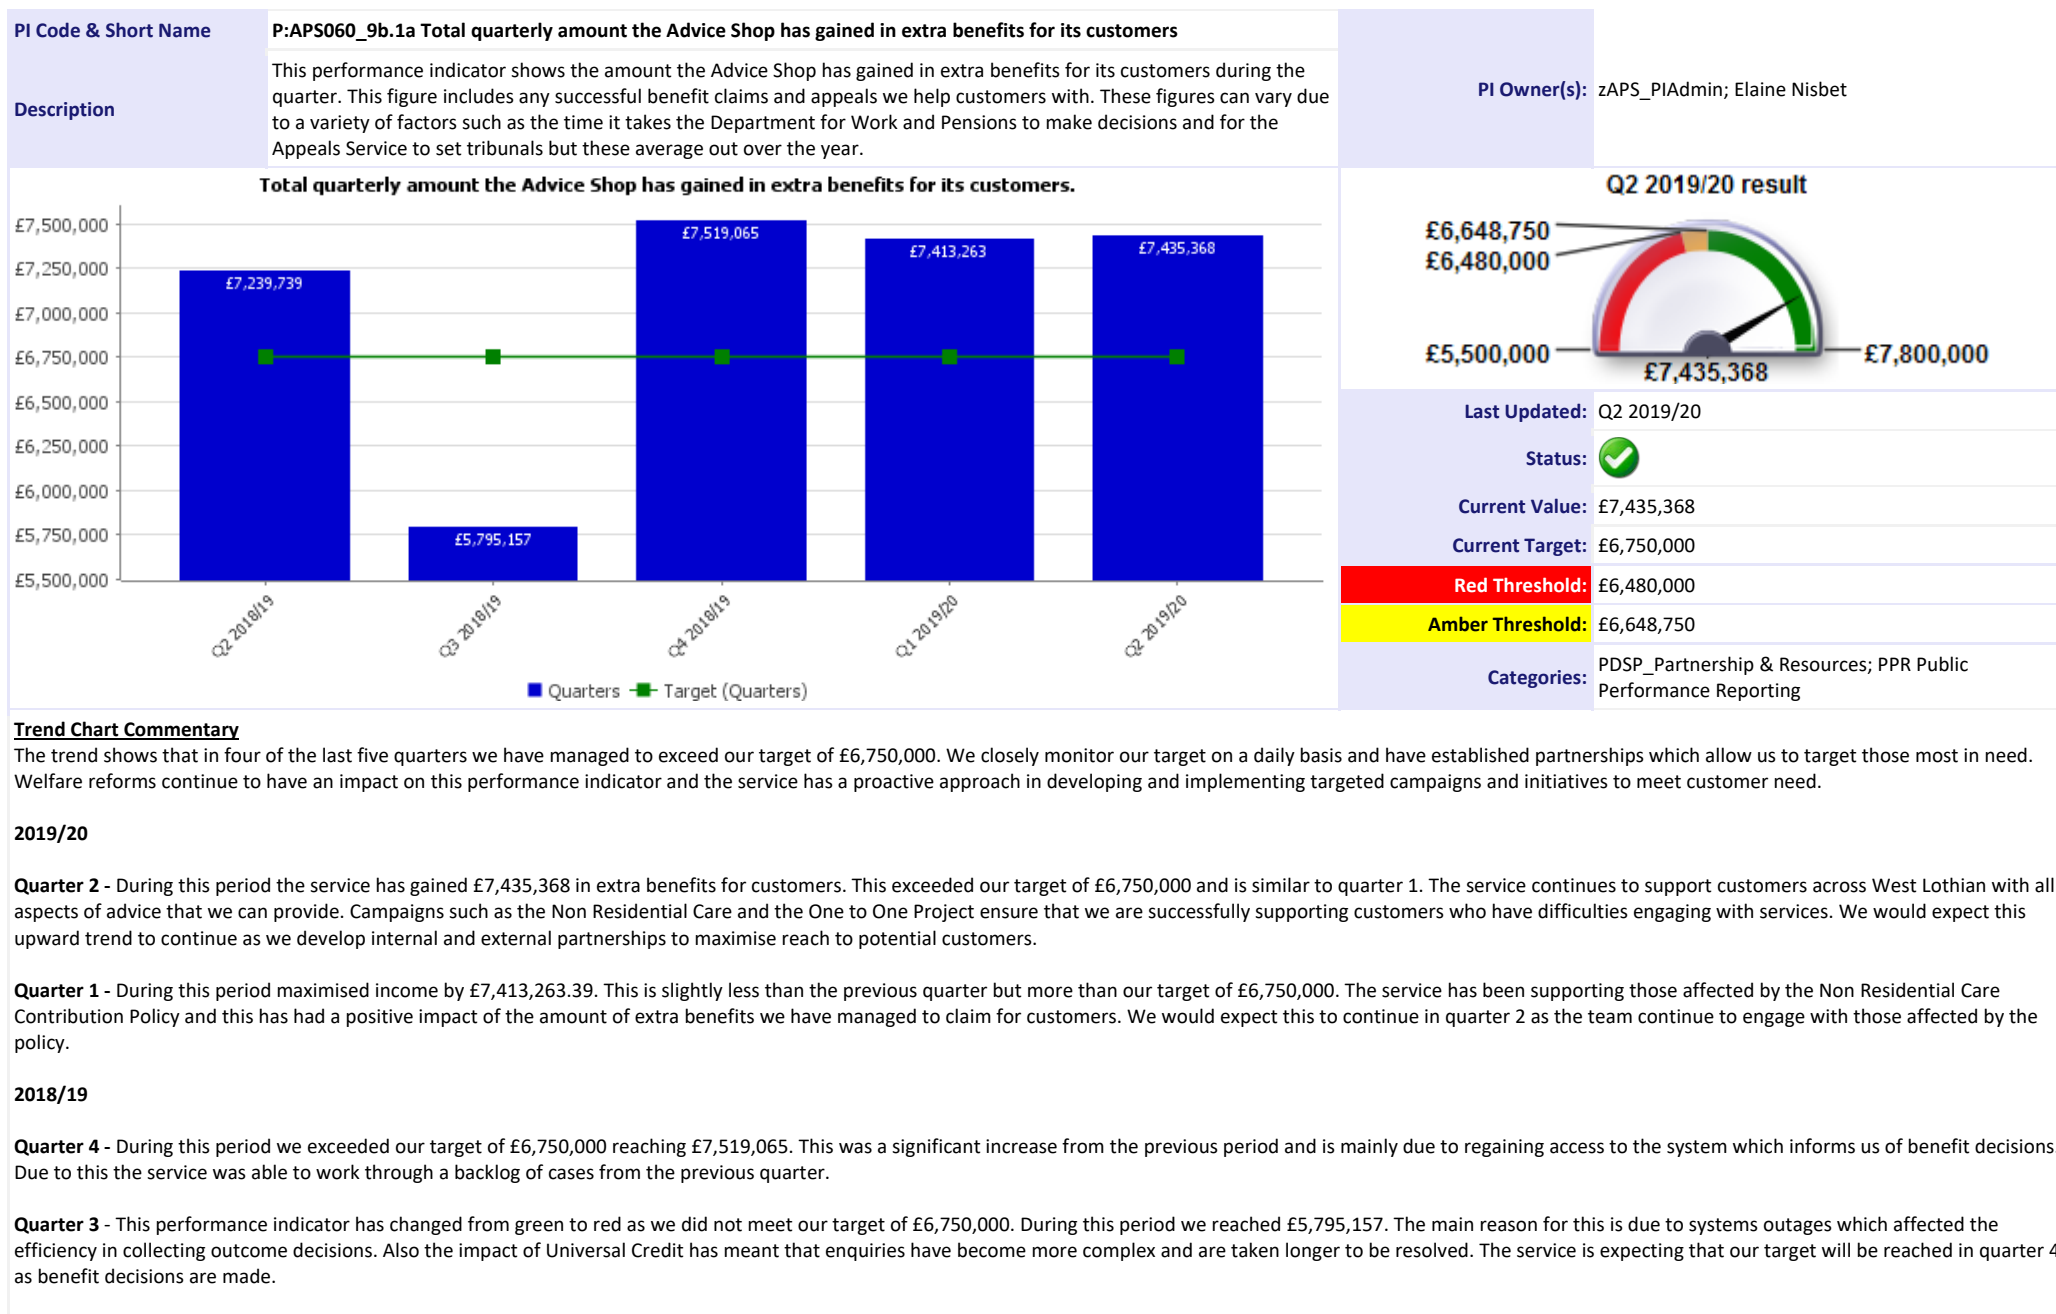 PI Code & Short Name
P:APS060_9b.1a Total quarterly amount the Advice Shop has gained in extra benefits for its customers
Description
This performance indicator shows the amount the Advice Shop has gained in extra benefits for its customers during the
quarter. This figure includes any successful benefit claims and appeals we help customers with. These figures can vary due
to a variety of factors such as the time it takes the Department for Work and Pensions to make decisions and for the
Appeals Service to set tribunals but these average out over the year.
PI Owner(s): zAPS_PIAdmin; Elaine Nisbet
Total quarterly amount the Advice Shop has gained in extra benefits for its customers.
£7,500,000
£7,250,000
£7,000,000
£6,750,000
£6,500,000
£6,250,000
£6,000,000
£5,750,000
£5,500,000
£7,239,739
£5,795,157
£7,519,065
£7,413,263
£7,435,368
Q2 2018/19
Q3 2018/19
Q4 2018/19
Q1 2019/20
Q2 2019/20
Quarters
Target (Quarters)
Q2 2019/20 result
£6,648,750
£6,480,000
£5,500,000
£7,800,000
£7,435,368
Last Updated: Q2 2019/20
Status:
Current Value: £7,435,368
Current Target: £6,750,000
Red Threshold: £6,480,000
Amber Threshold: £6,648,750
Categories: PDSP_Partnership & Resources; PPR Public
Performance Reporting
Trend Chart Commentary
The trend shows that in four of the last five quarters we have managed to exceed our target of £6,750,000. We closely monitor our target on a daily basis and have established partnerships which allow us to target those most in need.
Welfare reforms continue to have an impact on this performance indicator and the service has a proactive approach in developing and implementing targeted campaigns and initiatives to meet customer need.
2019/20
Quarter 2 - During this period the service has gained £7,435,368 in extra benefits for customers. This exceeded our target of £6,750,000 and is similar to quarter 1. The service continues to support customers across West Lothian with all
aspects of advice that we can provide. Campaigns such as the Non Residential Care and the One to One Project ensure that we are successfully supporting customers who have difficulties engaging with services. We would expect this
upward trend to continue as we develop internal and external partnerships to maximise reach to potential customers.
Quarter 1 - During this period maximised income by £7,413,263.39. This is slightly less than the previous quarter but more than our target of £6,750,000. The service has been supporting those affected by the Non Residential Care
Contribution Policy and this has had a positive impact of the amount of extra benefits we have managed to claim for customers. We would expect this to continue in quarter 2 as the team continue to engage with those affected by the
policy.
2018/19
Quarter 4 - During this period we exceeded our target of £6,750,000 reaching £7,519,065. This was a significant increase from the previous period and is mainly due to regaining access to the system which informs us of benefit decisions
Due to this the service was able to work through a backlog of cases from the previous quarter.
Quarter 3 - This performance indicator has changed from green to red as we did not meet our target of £6,750,000. During this period we reached £5,795,157. The main reason for this is due to systems outages which affected the
efficiency in collecting outcome decisions. Also the impact of Universal Credit has meant that enquiries have become more complex and are taken longer to be resolved. The service is expecting that our target will be reached in quarter 4
as benefit decisions are made.